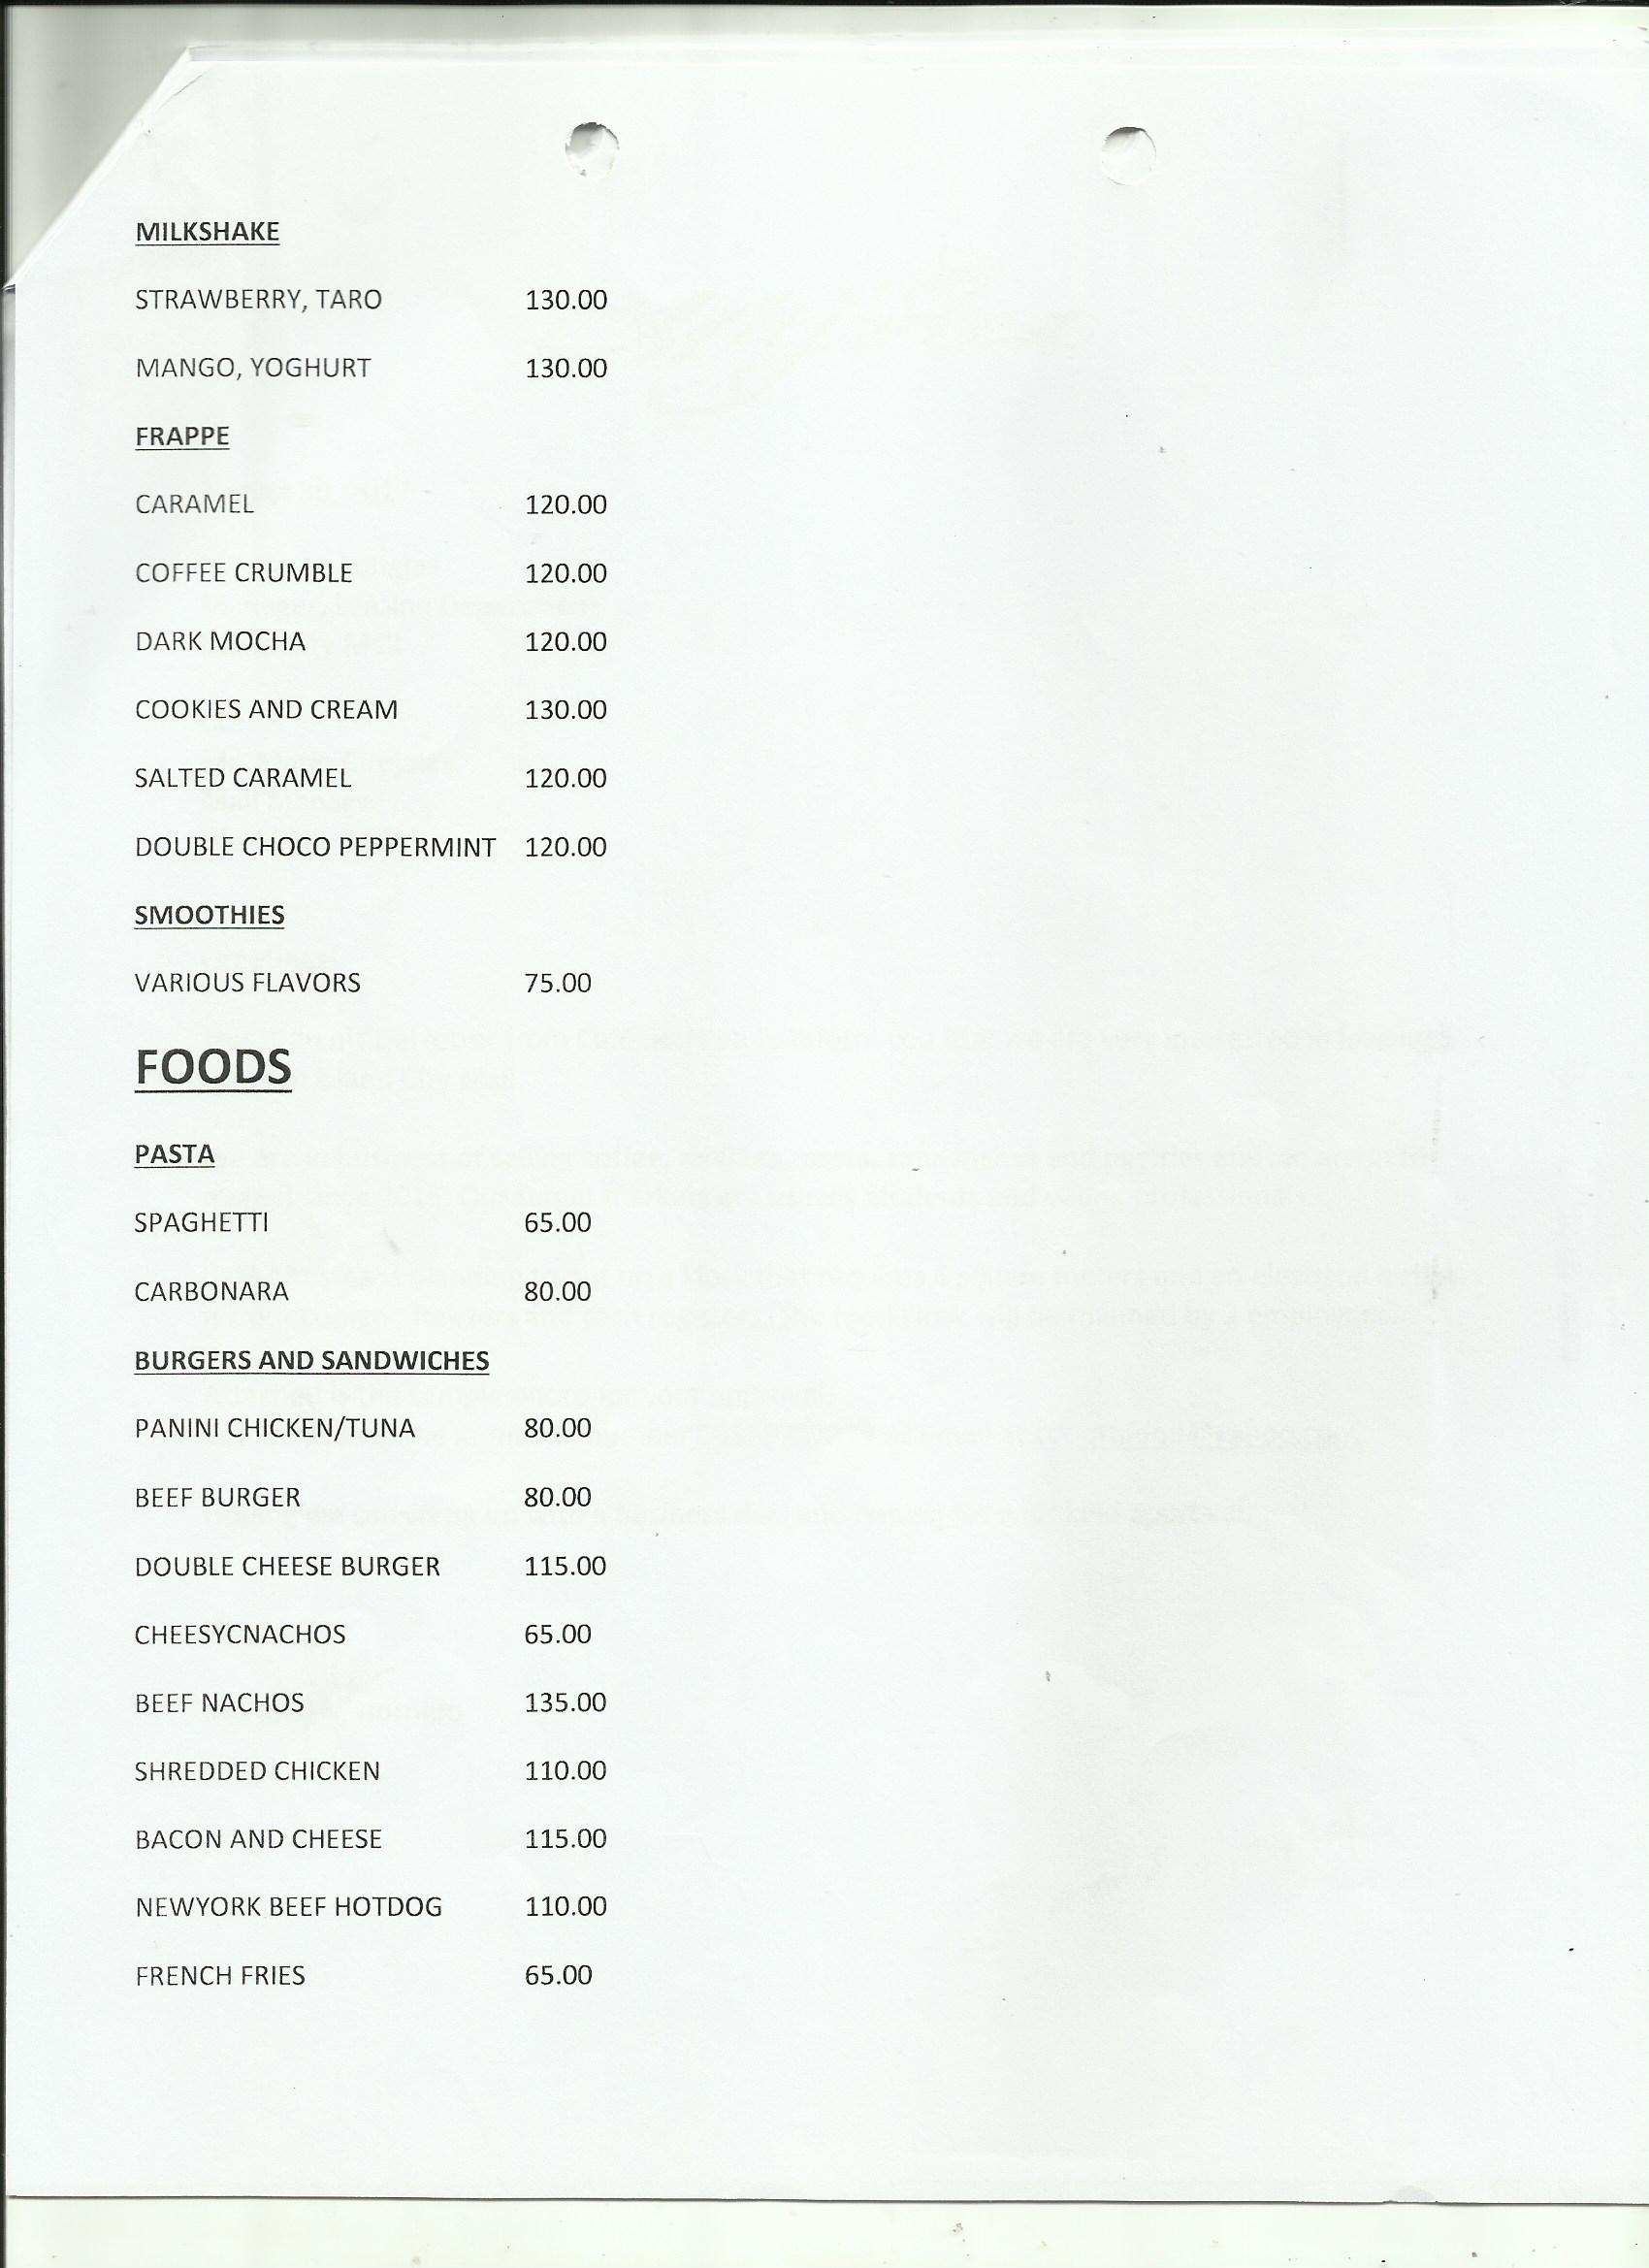 MILKSHAKE
STRAWBERRY, TARO 130.00
MANGO, YOGHURT 130.00
FRAPPE
CARAMEL 120.00
COFFEE CRUMBLE 120.00
DARK MOCHA 120.00
COOKIES AND CREAM 130.00
SALTED CARAMEL 120.00
DOUBLE CHOCO PEPPERMINT 120.00
SMOOTHIES
VARIOUS FLAVORS 75.00
FOODS
PASTA
SPAGHETTI 65.00
CARBONARA 80.00
BURGERS AND SANDWICHES
PANINI CHICKEN/TUNA 80.00
BEEF BURGER 80.00
DOUBLE CHEESE BURGER 115.00
CHEESYCNACHOS 65.00
BEEF NACHOS 135.00
SHREDDED CHICKEN 110.00
BACON AND CHEESE 115.00
NEWYORK BEEF HOTDOG 110.00
FRENCH FRIES 65.00